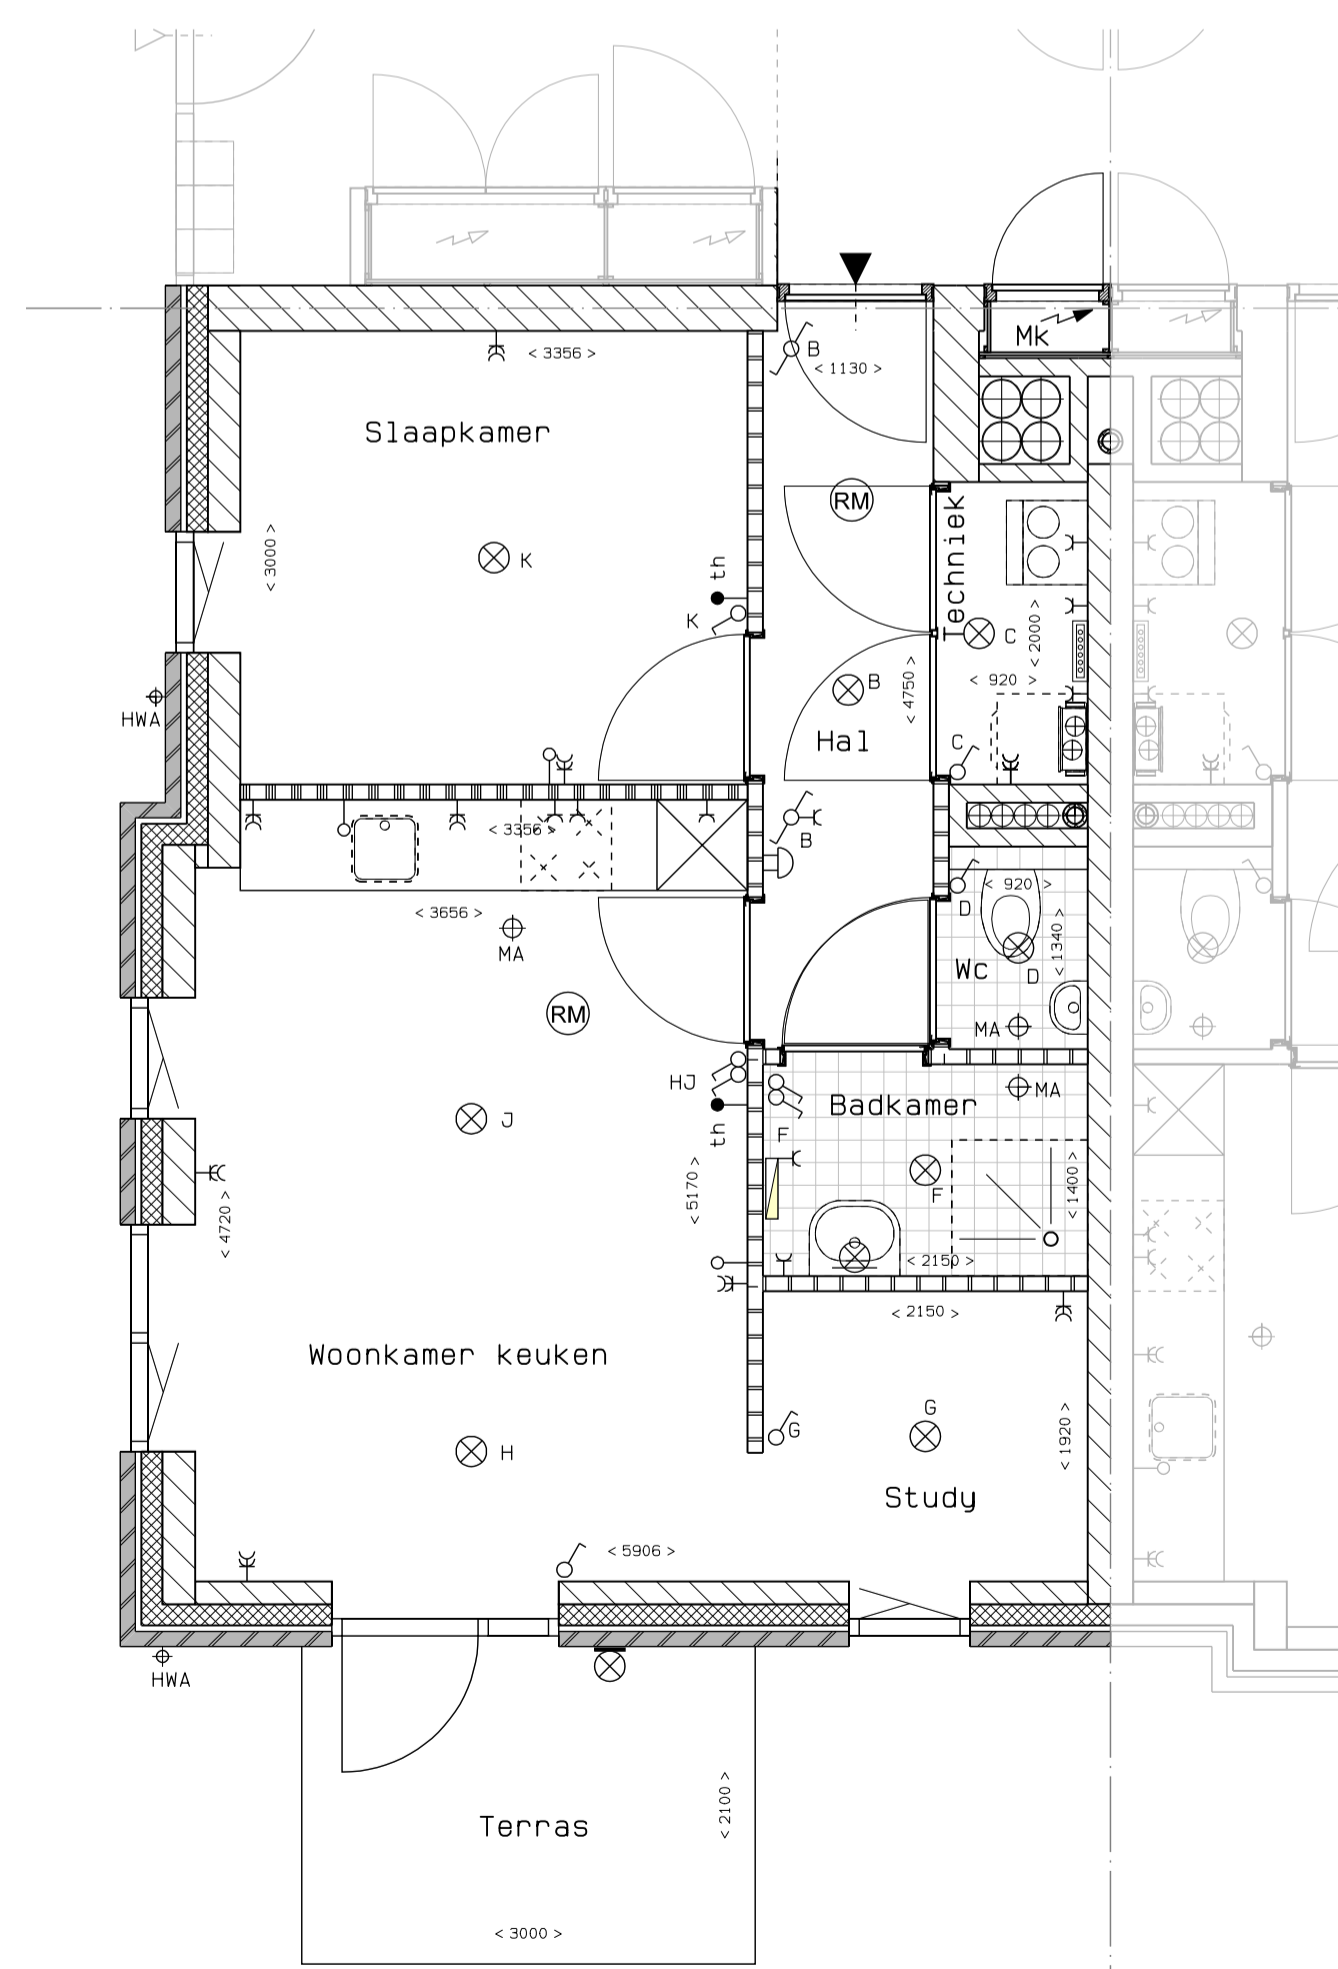 Mk
< 3356 >
B
< 1130 >
Slaapkamer
RM
Techniek
< 3000 >
K
th
K
C
< 2000 >
< 920 >
B
< 4750 >
HWA
Hal
C
< 3356 >
B
< 920 >
D
< 3656 >
MA
< 1340 >
Wc
D
RM
MA
HJ
MA
Badkamer
J
th
F
F
< 1400 >
< 5170 >
< 4720 >
< 2150 >
< 2150 >
Woonkamer keuken
G
G
< 1920 >
H
Study
< 5906 >
HWA
Terras
< 2100 >
< 3000 >